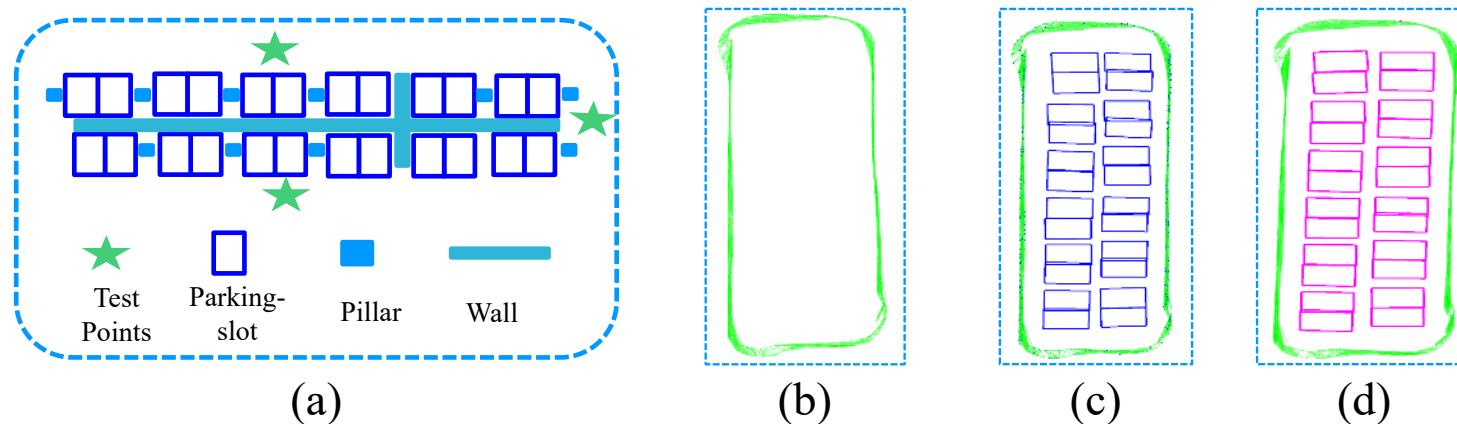 Test
Points
Parking-
slot
Pillar
Wall
(a)
(b)
(c)
(d)